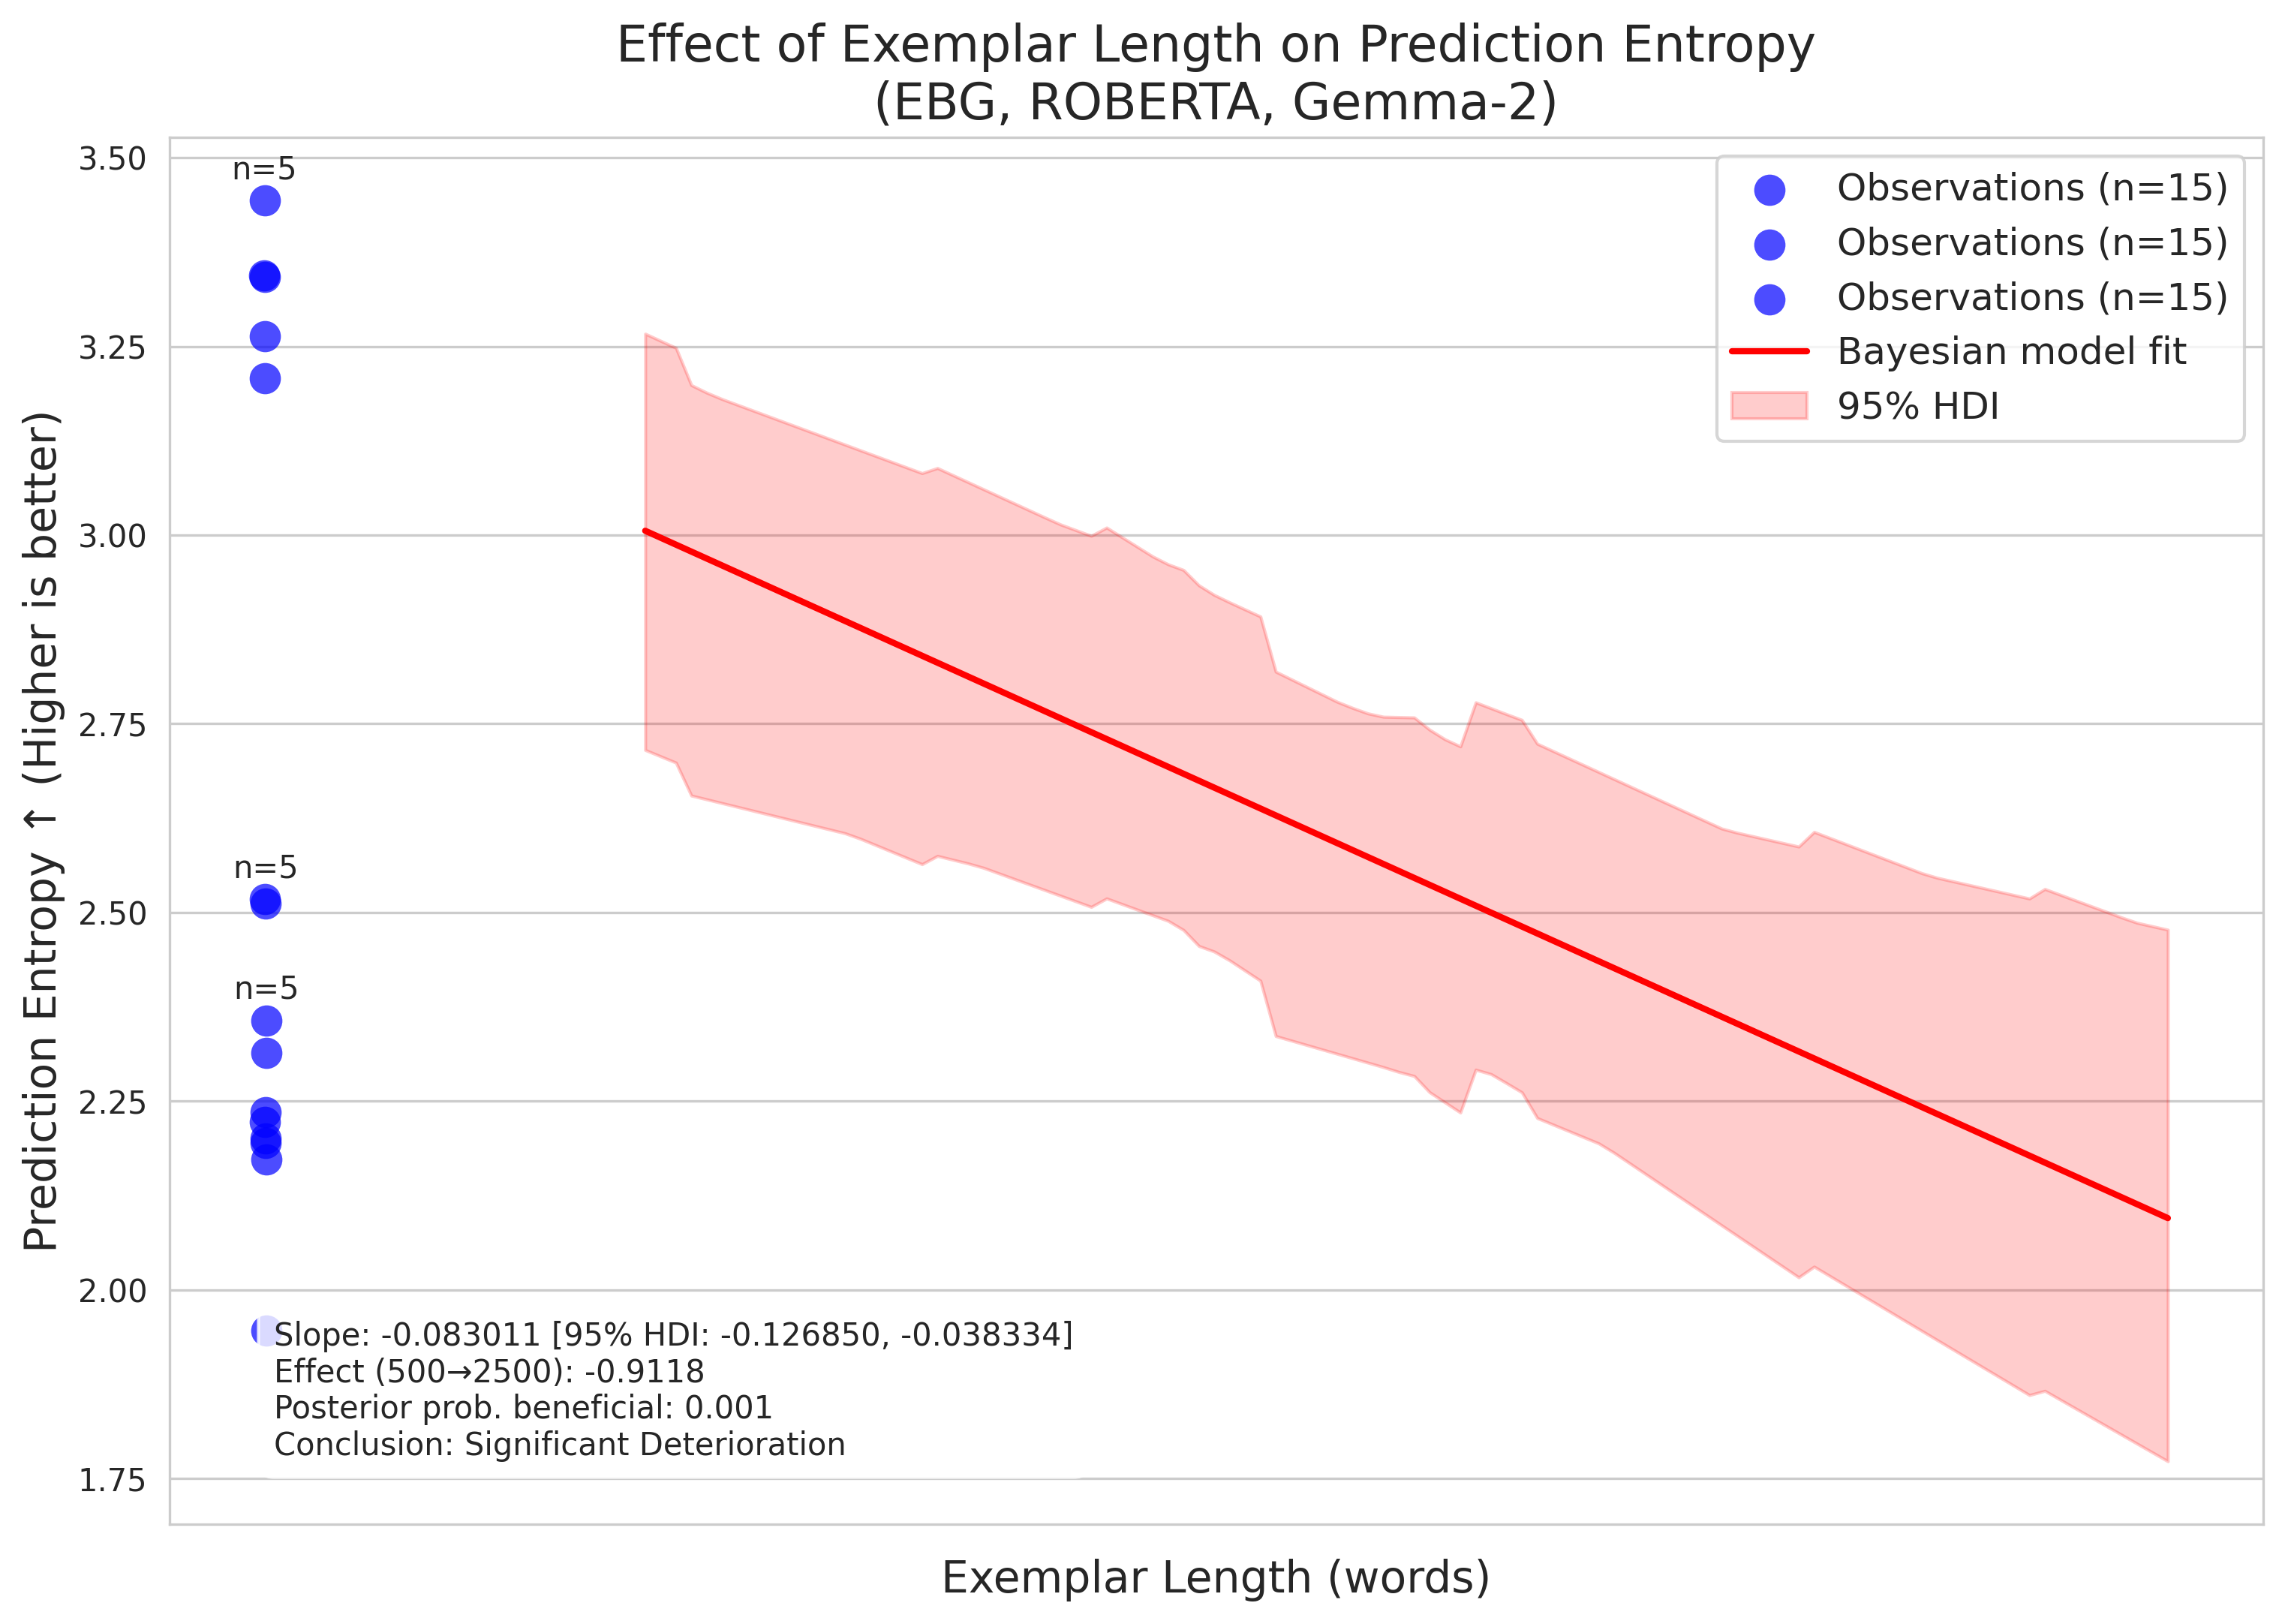 Effect of Exemplar Length on Prediction Entropy
(EBG, ROBERTA, Gemma-2)
Prediction Entropy ↑ (Higher is better)
3.50
3.25
3.00
2.75
2.50
2.25
2.00
1.75
n=5
n=5
n=5
Observations (n=15)
Observations (n=15)
Observations (n=15)
Bayesian model fit
95% HDI
Slope: -0.083011 [95% HDI: -0.126850, -0.038334]
Effect (500→2500): -0.9118
Posterior prob. beneficial: 0.001
Conclusion: Significant Deterioration
Exemplar Length (words)